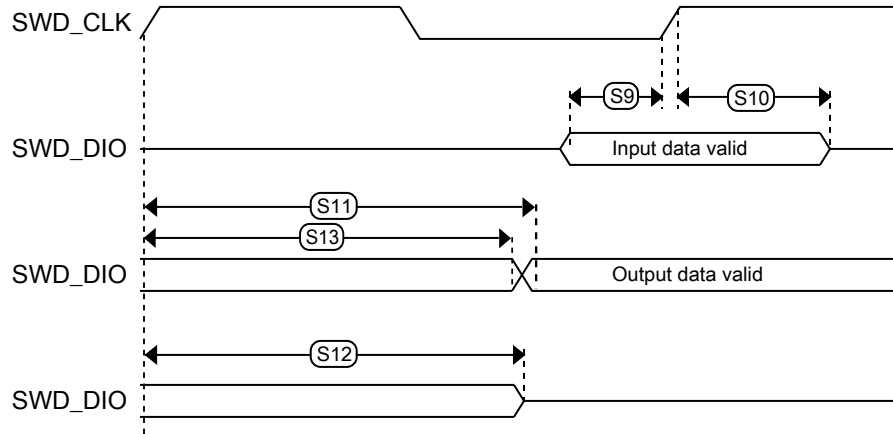 SWD_CLK
S9
S10
SWD_DIO
Input data valid
S11
S13
SWD_DIO
Output data valid
S12
SWD_DIO